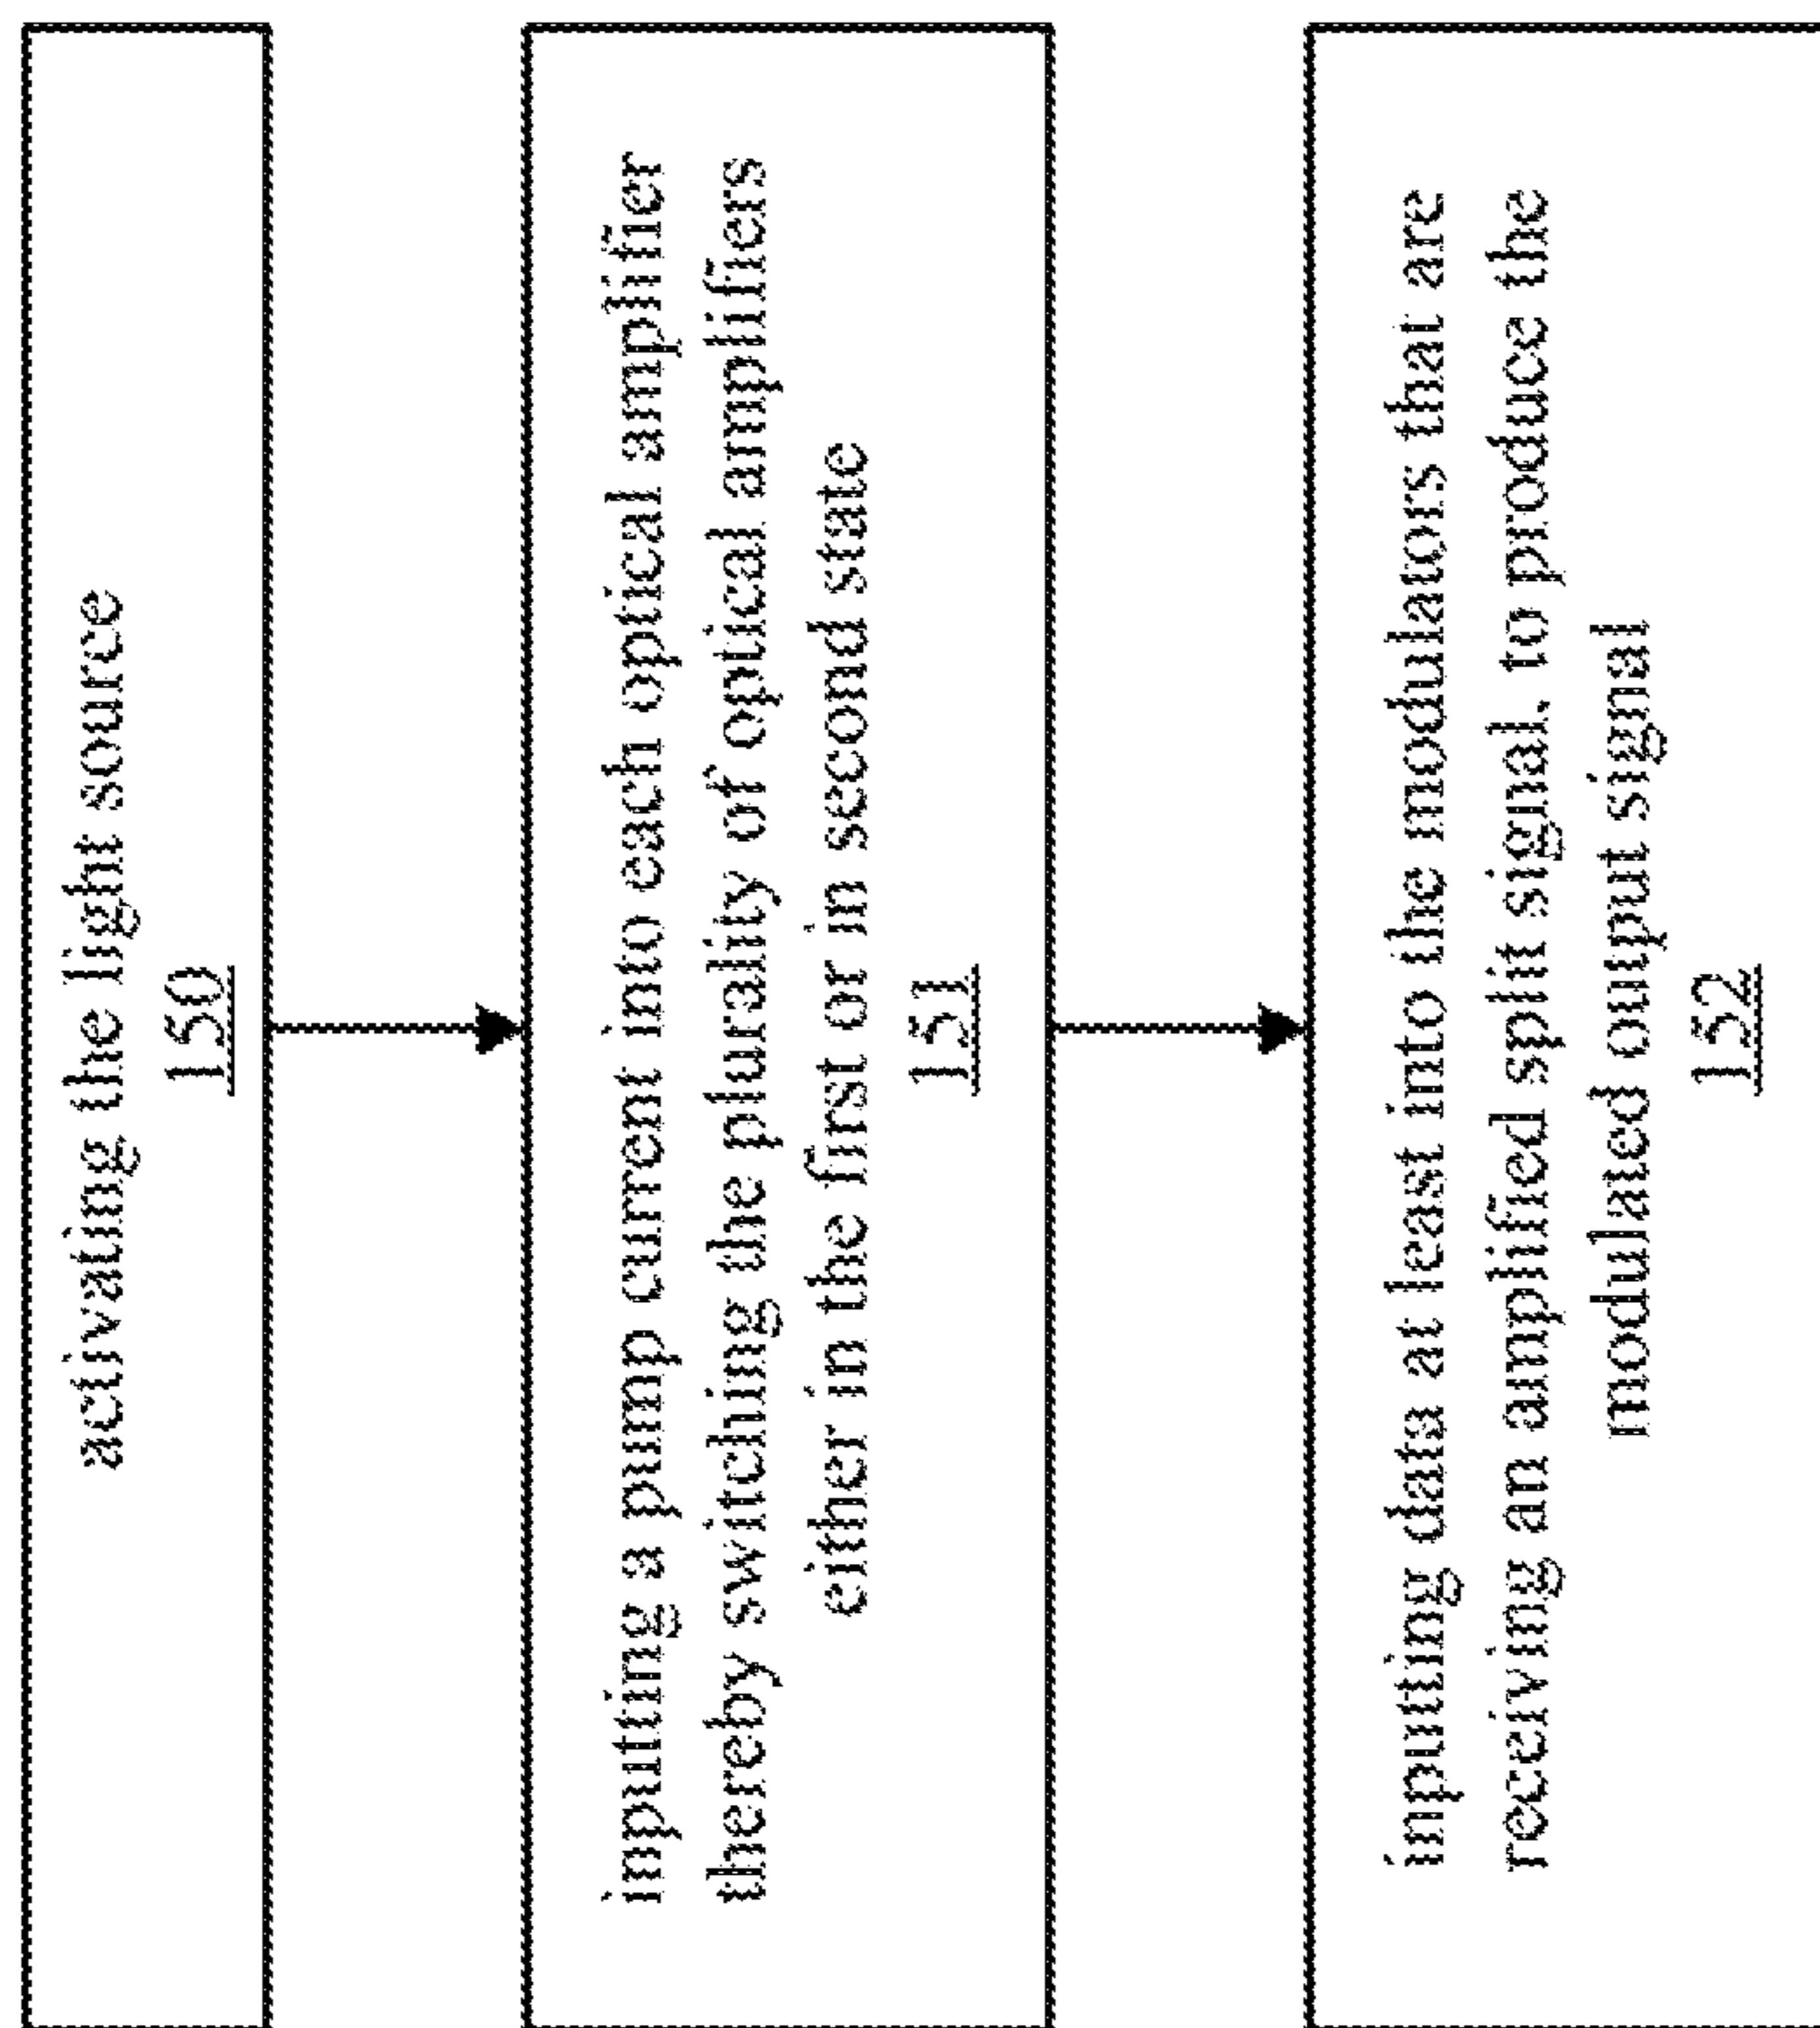 activating the light source
150
inputting a pump current into each optical amplifier
thereby switching the plurality of optical amplifiers
either in the first or in second state
151
inputting data at least into the modulators that are
receiving an amplified split signal, to produce the
modulated output signal
152